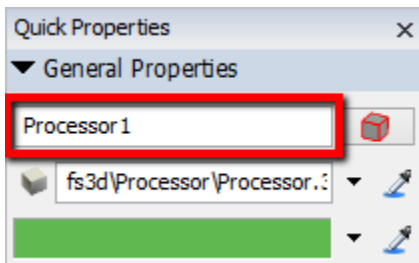 Quick Properties
General Properties
Processor1
fs3d\Processor\Processor.3